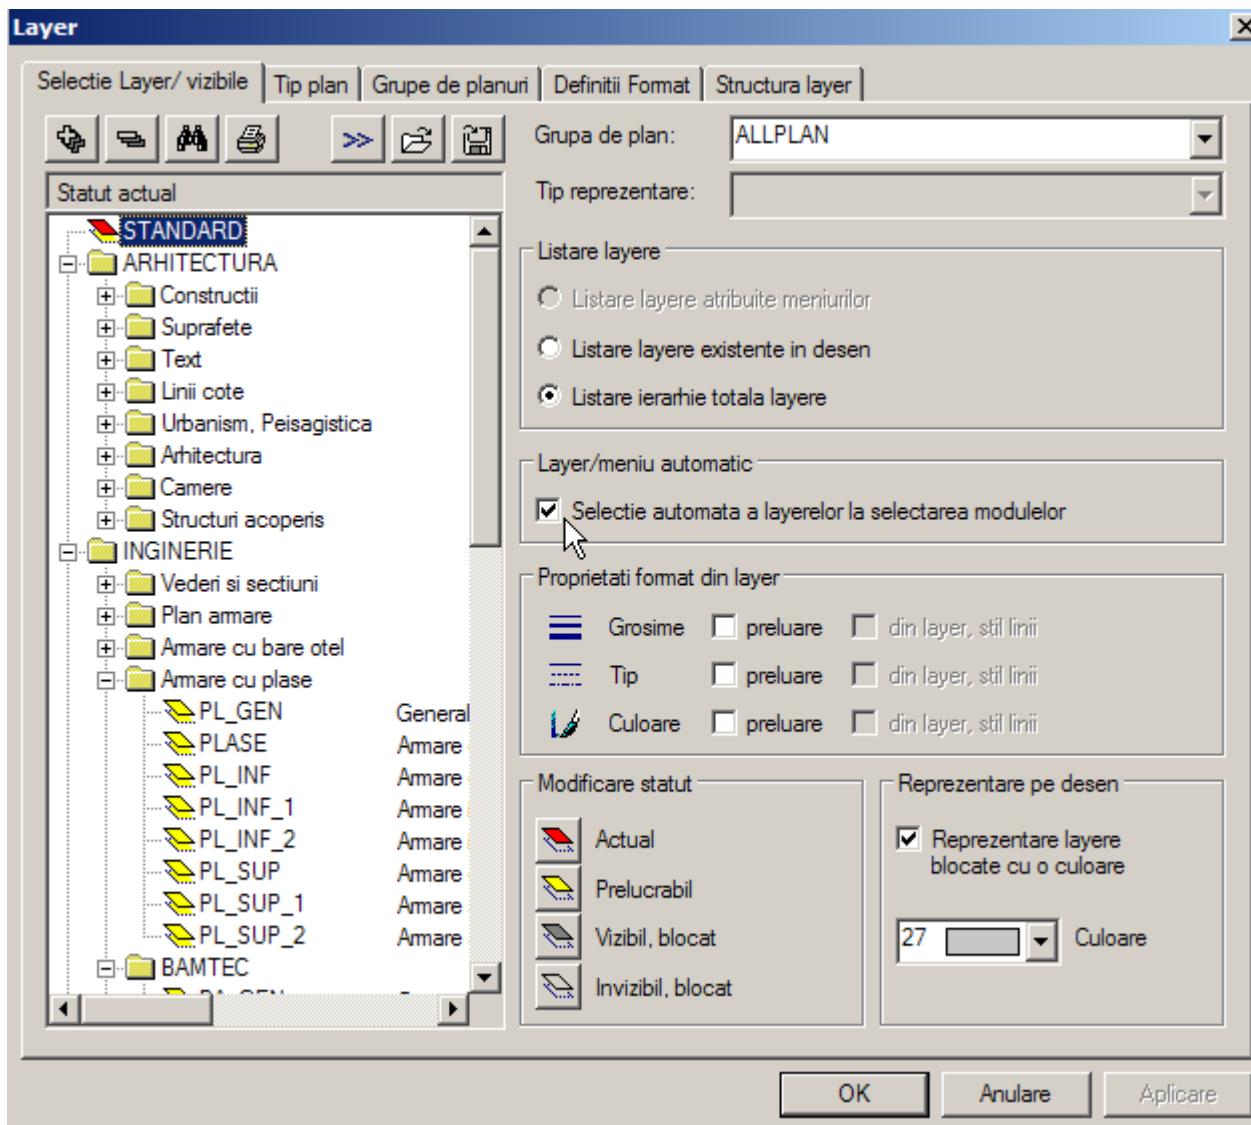 Layer
Selectie Layer/ vizibile Tip plan Grupe de planuri Definitii Format Structura layer
Grupa de plan: ALLPLAN
Statut actual
Tip reprezentare:
STANDARD
ARHITECTURA
Constructii
Suprafete
Text
Linii cote
Urbanism, Peisagistica
Arhitectura
Camere
Structuri acoperis
INGINERIE
Vederi si sectiuni
Plan armare
Armare cu bare otel
Armare cu plase
PL_GEN General
PLASE Armare
PL_INF Armare
PL_INF_1 Armare
PL_INF_2 Armare
PL_SUP Armare
PL_SUP_1 Armare
PL_SUP_2 Armare
BAMTEC
Listare layere
Listare layere atribuite meniurilor
Listare layere existente in desen
Listare ierarhie totala layere
Layer/meniu automatic
Selectie automata a layerelor la selectarea modulelor
Proprietati format din layer
Grosime preluare din layer, stil linii
Tip preluare din layer, stil linii
Culoare preluare din layer, stil linii
Modificare statut
Actual
Prelucrabil
Vizibil, blocat
Invizibil, blocat
Reprezentare pe desen
Reprezentare layere
blocate cu o culoare
27 Culoare
OK Anulare Aplicare